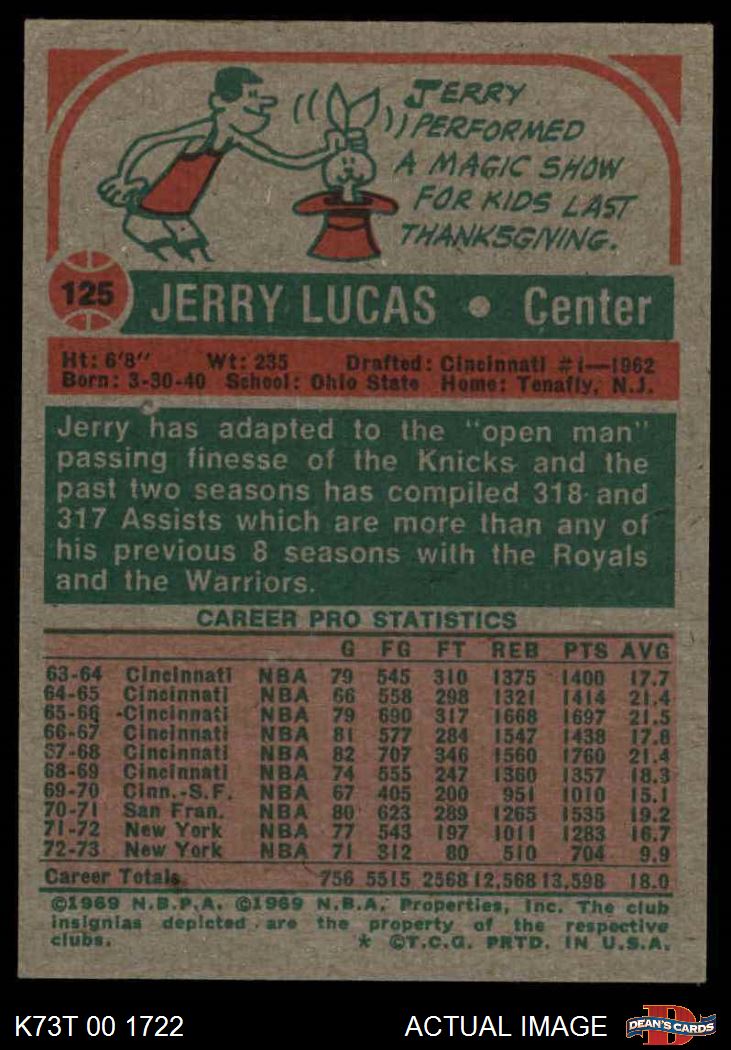 JERRY
PERFORMED
A MAGIC SHOW
FOR KIDS LAST
THANKSGIVING.
125 JERRY LUCAS • Center
Ht: 6'8" Wt: 235 Drafted: Cincinnati #1—1962
Born: 3-30-40 School: Ohio State Home: Tenafly, N.J.
Jerry has adapted to the "open man"
passing finesse of the Knicks and the
past two seasons has compiled 318 and
317 Assists which are more than any of
his previous 8 seasons with the Royals
and the Warriors.
CAREER PRO STATISTICS
G FG FT REB PTS AVG
63-64 Cincinnati NBA 79 545 310 1375 1400 17.7
64-65 Cincinnati NBA 66 558 298 1321 1414 21.4
65-66 Cincinnati NBA 79 690 317 1668 1697 21.5
66-67 Cincinnati NBA 81 577 284 1547 1438 17.8
67-68 Cincinnati NBA 82 707 346 1560 1760 21.4
68-69 Cincinnati NBA 74 555 247 1360 1357 18.3
69-70 Cinn.-S.F. NBA 67 405 200 951 1010 15.1
70-71 San Fran. NBA 80 623 289 1265 1535 19.2
71-72 New York NBA 77 543 197 1011 1283 16.7
72-73 New York NBA 71 312 80 510 704 9.9
Career Totals 756 5515 2568 12,568 13,598 18.0
©1969 N.B.P.A. ©1969 N.B.A. Properties, Inc. The club
insignias depicted are the property of the respective
clubs. * ©T.C.G. PRTD. IN U.S.A.
K73T 00 1722 ACTUAL IMAGE DEAN'S CARDS